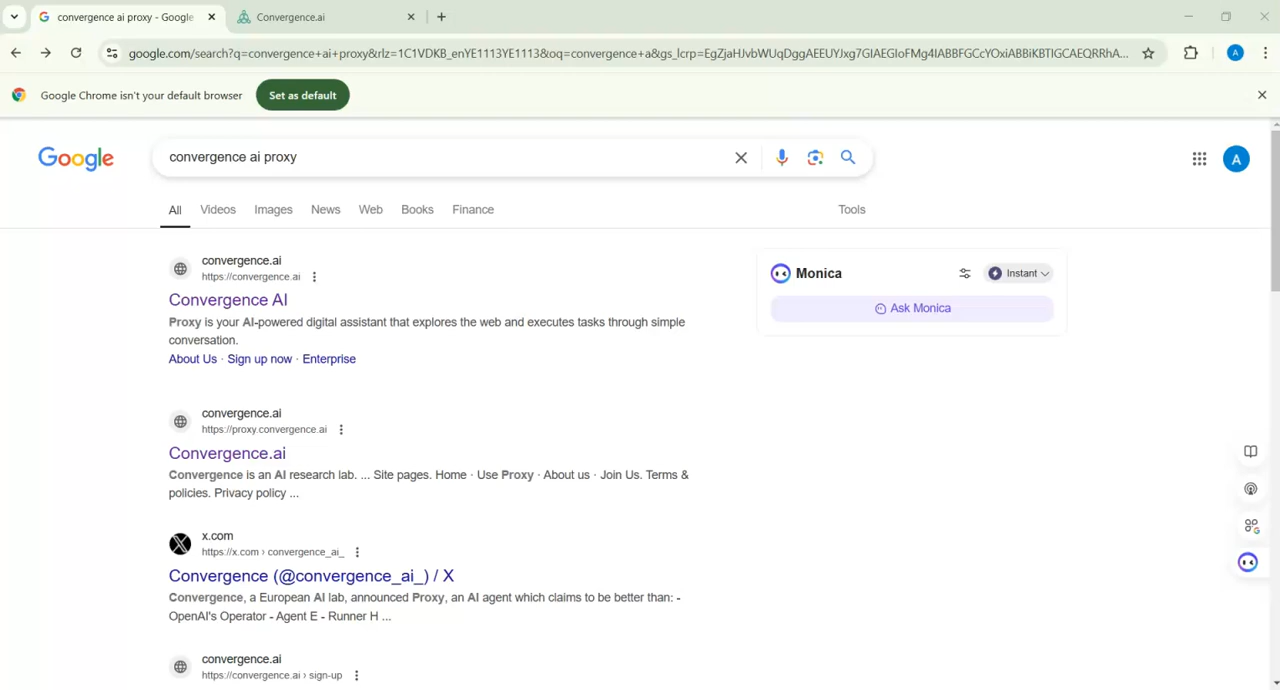 convergence ai proxy - Google
Convergence.ai
google.com/search?q=convergence+ai+proxy&rlz=1C1VDKB_enYE1113YE1113&oq=convergence+a&gs_lcrp=EgZjaHJvbWUqDggAEEUYJxg7GIAEGIoFMg4IABBFGCcYOxiABBiKBTIGCAEQRRhA...
Google Chrome isn't your default browser
Set as default
Google
convergence ai proxy
A
A
All
Videos
Images
News
Web
Books
Finance
Tools
convergence.ai
https://convergence.ai
Convergence AI
Proxy is your AI-powered digital assistant that explores the web and executes tasks through simple
conversation.
About Us · Sign up now · Enterprise
Monica
Instant
Ask Monica
convergence.ai
https://proxy.convergence.ai
Convergence.ai
Convergence is an AI research lab. ... Site pages. Home · Use Proxy · About us · Join Us. Terms &
policies. Privacy policy ...
x.com
https://x.com › convergence_ai_
Convergence (@convergence_ai_) / X
Convergence, a European AI lab, announced Proxy, an AI agent which claims to be better than: -
OpenAI's Operator - Agent E - Runner H ...
convergence.ai
https://convergence.ai › sign-up